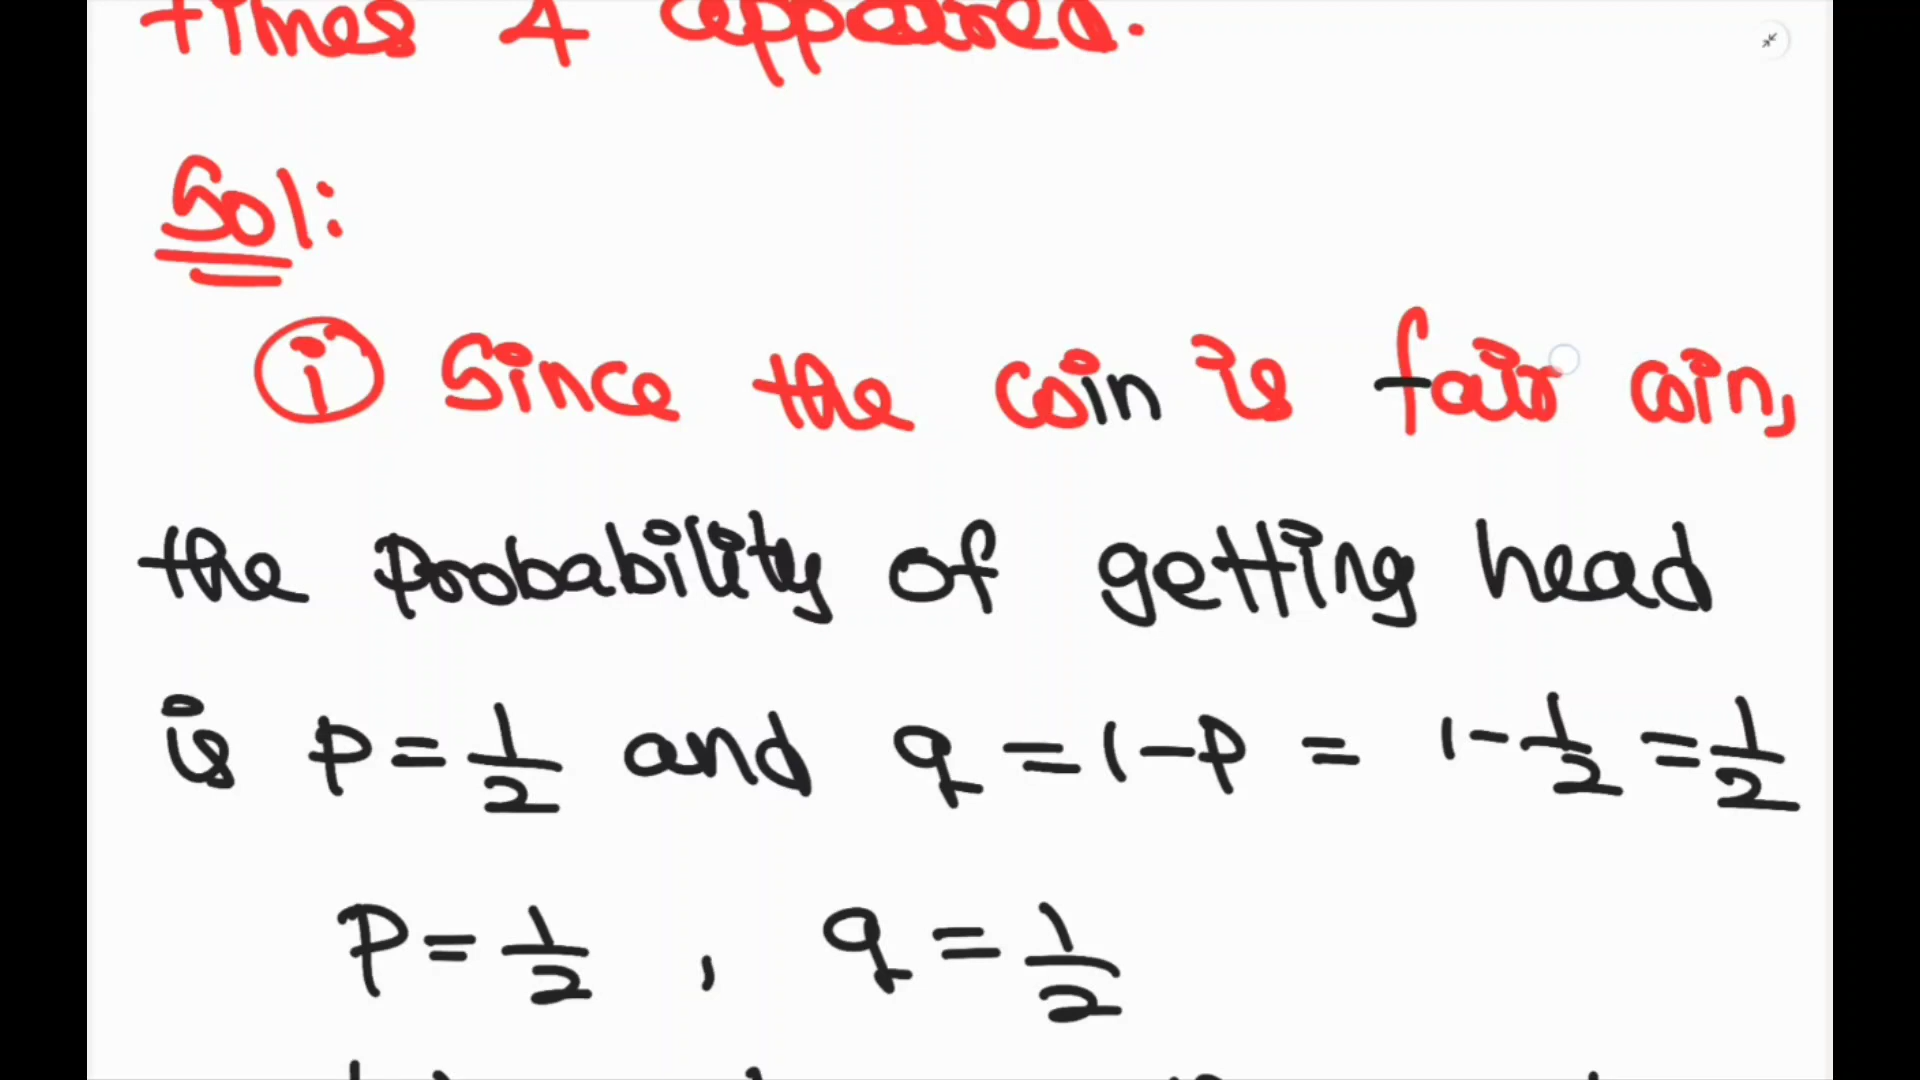 times 4 appeared.
Sol:
i Since the coin is fair coin,
the probability of getting head
is P = 1/2 and q = 1 - P = 1 - 1/2 = 1/2
P = 1/2 , q = 1/2